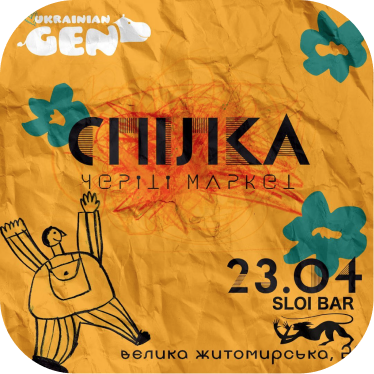 UKRAINIAN
GEN
СПІЛКА
ЧЕРІТІ МАРКЕТ
23.04
SLOI BAR
велика житомирська,